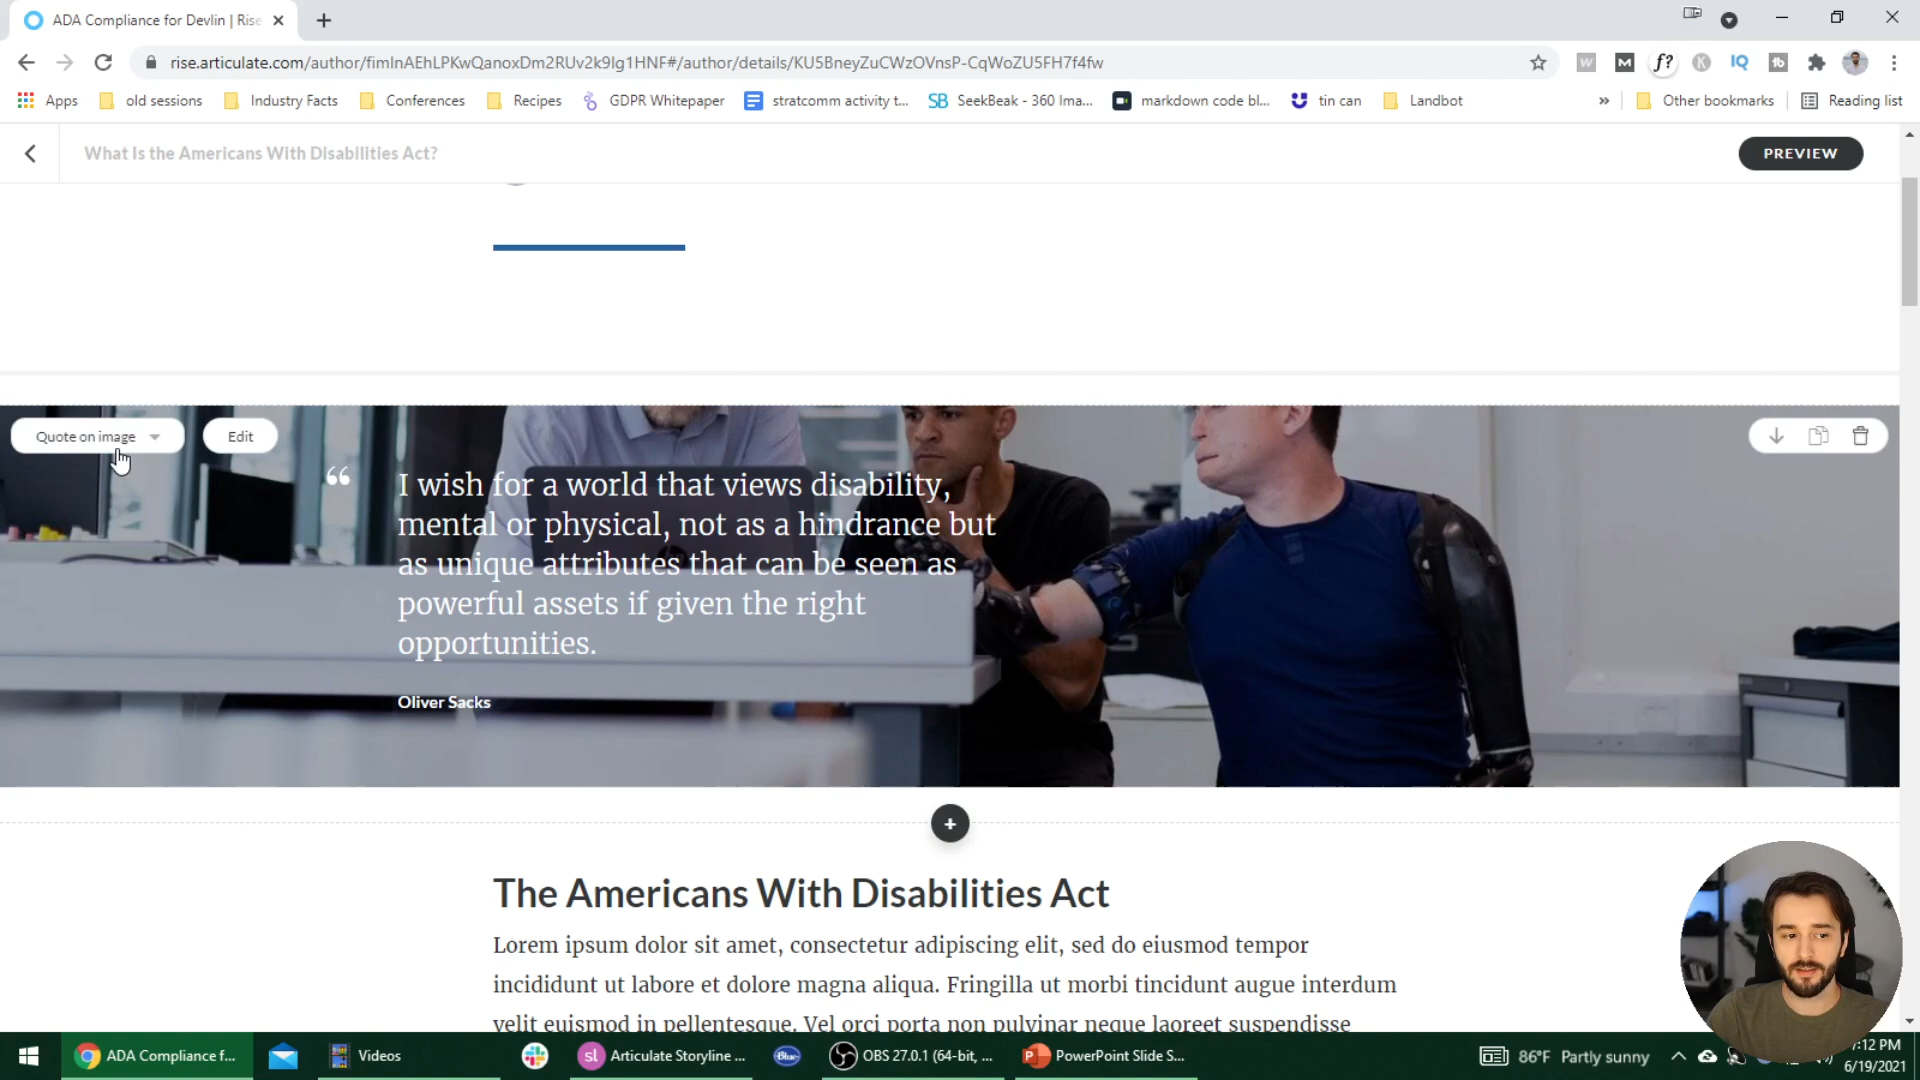 ADA Compliance for Devlin | Rise
rise.articulate.com/author/fimInAEhLPKwQanoxDm2RUv2k9Ig1HNF#/author/details/KU5BneyZuCWzOVnsP-CqWoZU5FH7f4fw
Apps old sessions Industry Facts Conferences Recipes GDPR Whitepaper stratcomm activity t... SB SeekBeak - 360 Ima... markdown code bl... tin can Landbot » Other bookmarks Reading list
What Is the Americans With Disabilities Act?
PREVIEW
Quote on image
Edit
“ I wish for a world that views disability,
mental or physical, not as a hindrance but
as unique attributes that can be seen as
powerful assets if given the right
opportunities.
Oliver Sacks
The Americans With Disabilities Act
Lorem ipsum dolor sit amet, consectetur adipiscing elit, sed do eiusmod tempor
incididunt ut labore et dolore magna aliqua. Fringilla ut morbi tincidunt augue interdum
velit euismod in pellentesque. Vel orci porta non pulvinar neque laoreet suspendisse
ADA Compliance f... Videos sl Articulate Storyline ... Blue OBS 27.0.1 (64-bit, ... PowerPoint Slide S... 86°F Partly sunny
7:12 PM
6/19/2021